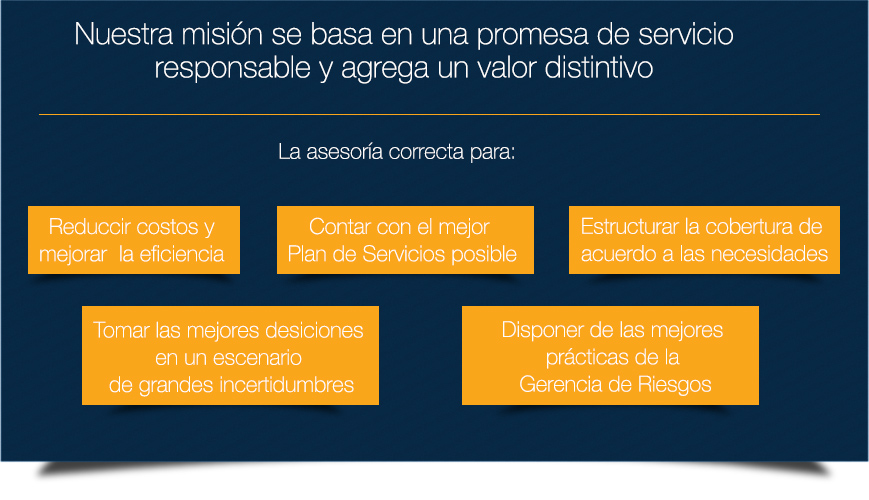 Nuestra misión se basa en una promesa de servicio
responsable y agrega un valor distintivo
La asesoría correcta para:
Reduccir costos y
mejorar la eficiencia
Contar con el mejor
Plan de Servicios posible
Estructurar la cobertura de
acuerdo a las necesidades
Tomar las mejores desiciones
en un escenario
de grandes incertidumbres
Disponer de las mejores
prácticas de la
Gerencia de Riesgos